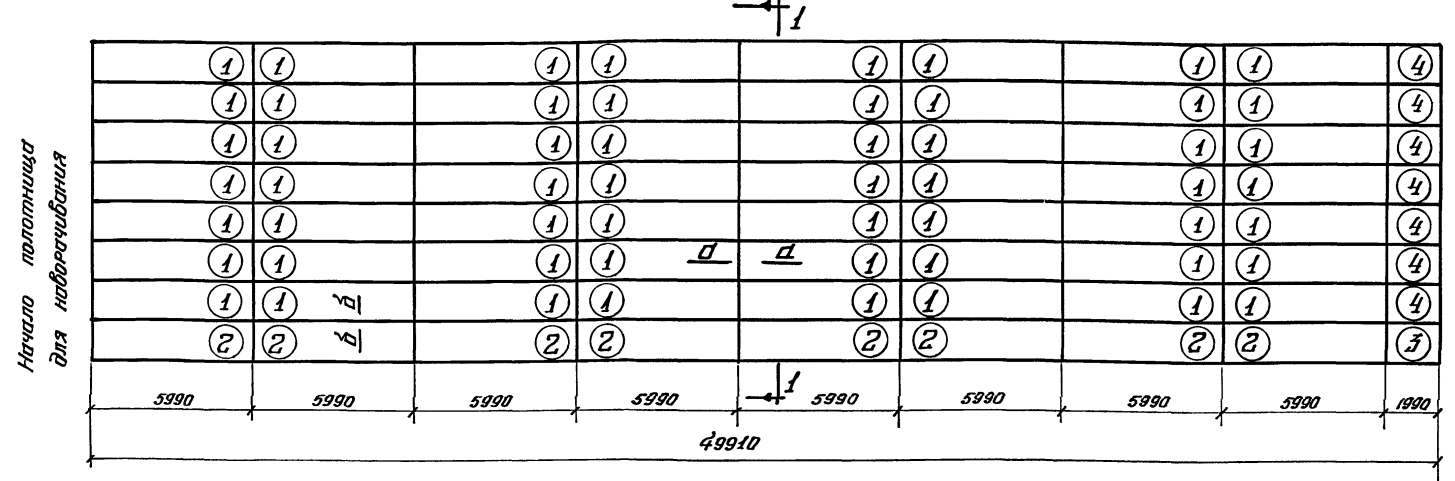 1
1 1 1 1 1 1 1 1 4
1 1 1 1 1 1 1 1 4
1 1 1 1 1 1 1 1 4
1 1 1 1 1 1 1 1 4
1 1 1 1 1 1 1 1 4
1 1 1 1 а а 1 1 1 1 4
1 1 б б 1 1 1 1 1 1 4
2 2 2 2 2 2 2 2 3
Начало полотнища
для наворачивания
1
5990 5990 5990 5990 5990 5990 5990 5990 1990
49910